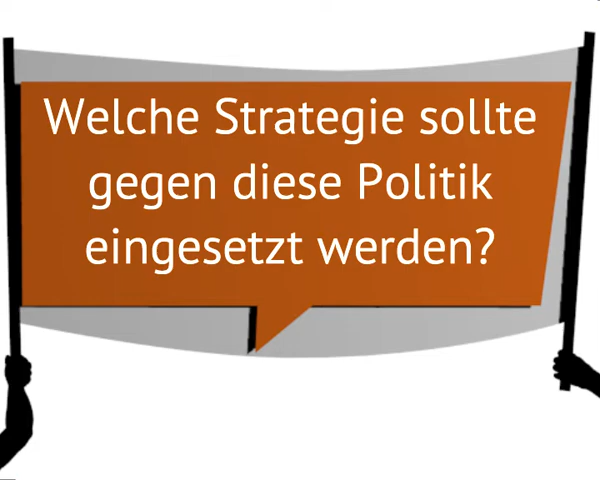 Welche Strategie sollte
gegen diese Politik
eingesetzt werden?